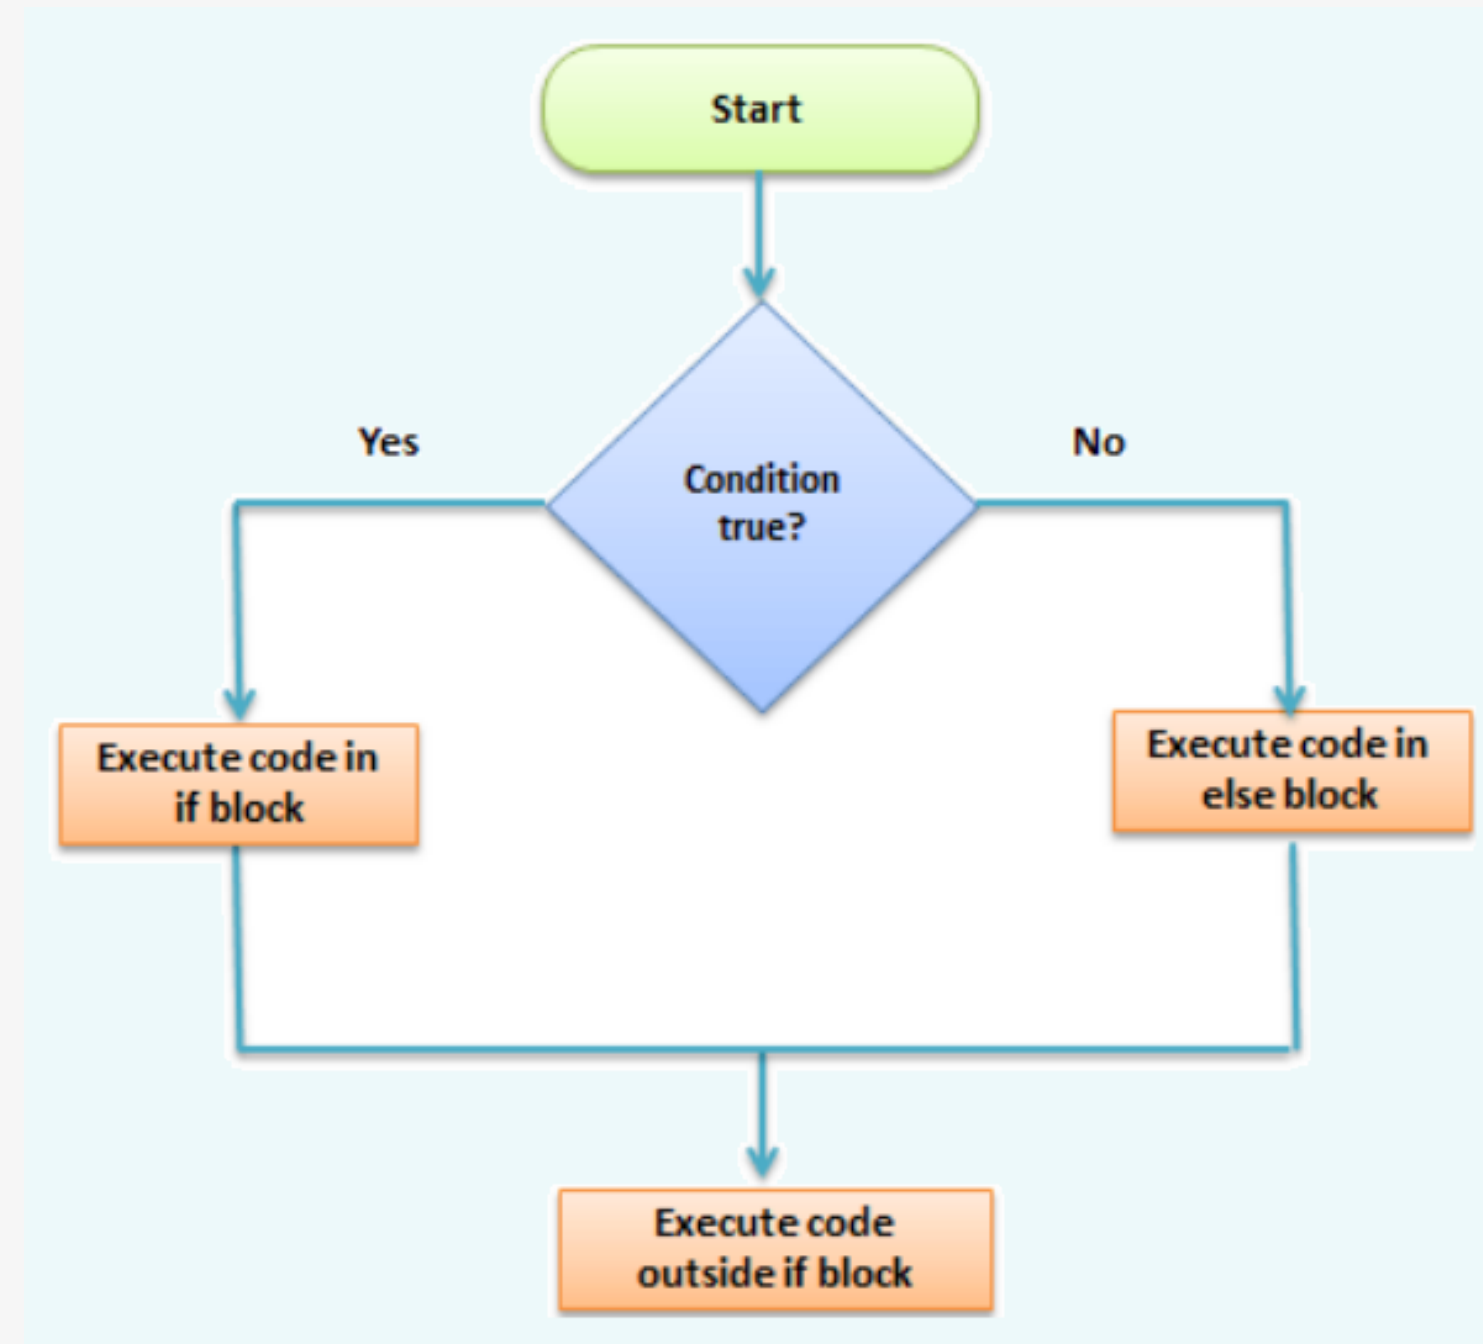 Start
Yes
No
Condition
true?
Execute code in
if block
Execute code in
else block
Execute code
outside if block